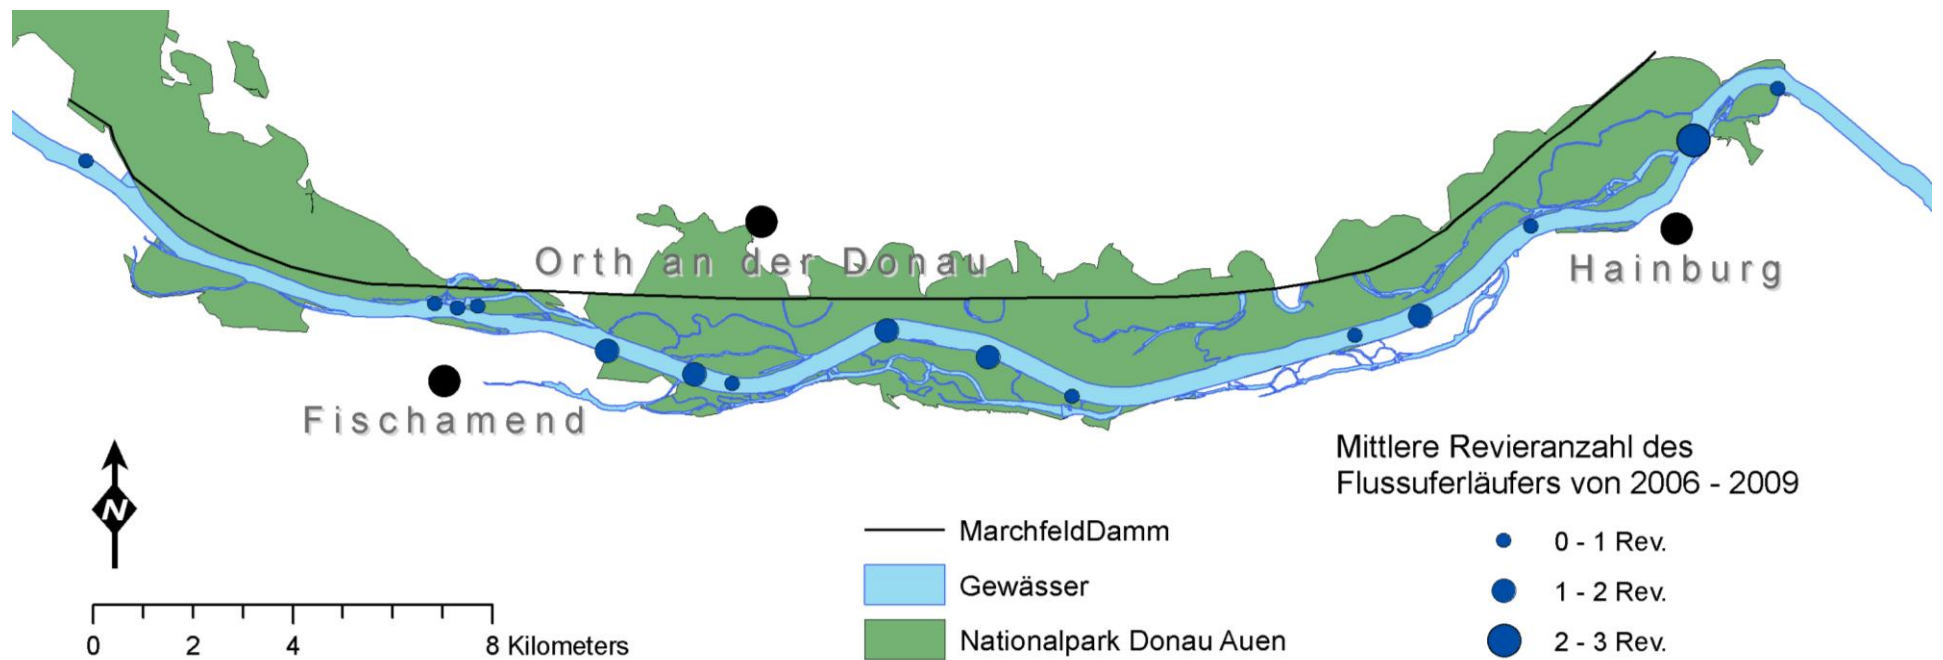 Orth an der Donau
Hainburg
Fischamend
N
0 2 4 8 Kilometers
MarchfeldDamm
Gewässer
Nationalpark Donau Auen
Mittlere Revieranzahl des
Flussuferläufers von 2006 - 2009
0 - 1 Rev.
1 - 2 Rev.
2 - 3 Rev.